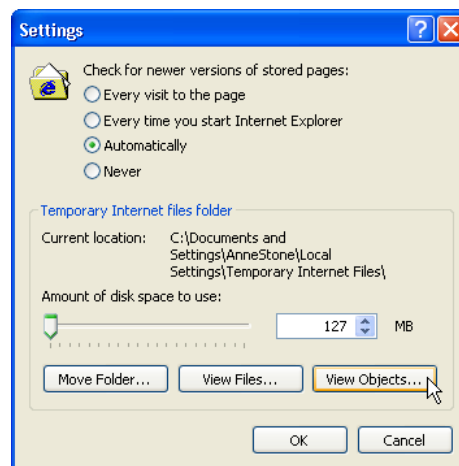 Settings
Check for newer versions of stored pages:
Every visit to the page
Every time you start Internet Explorer
Automatically
Never
Temporary Internet files folder
Current location: C:\Documents and
Settings\AnneStone\Local
Settings\Temporary Internet Files\
Amount of disk space to use:
127 MB
Move Folder... View Files... View Objects...
OK Cancel